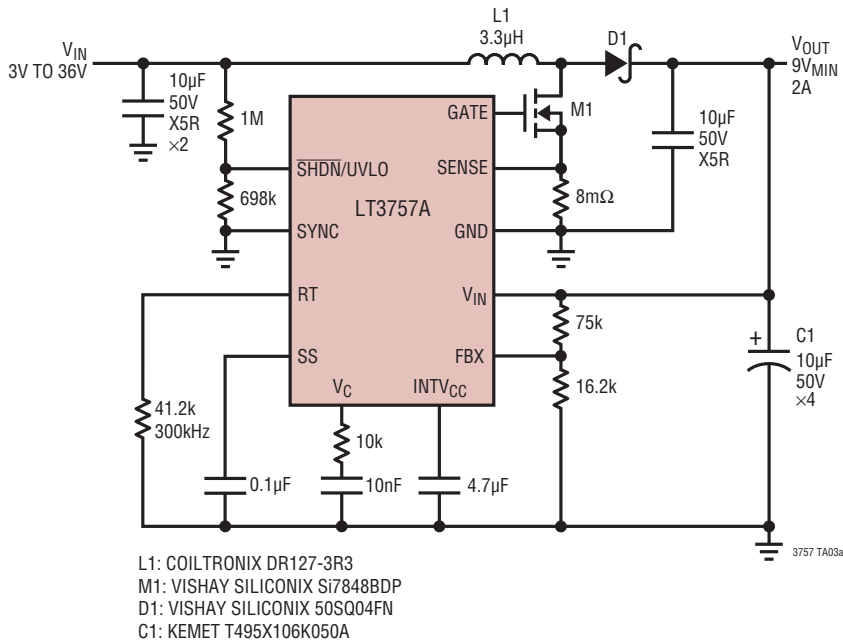 L1
3.3µH
D1
V_IN
3V TO 36V
V_OUT
9V_MIN
2A
10µF
50V
X5R
×2
1M
GATE
M1
10µF
50V
X5R
SHDN/UVLO
SENSE
698k
LT3757A
8mΩ
SYNC
GND
RT
V_IN
75k
SS
FBX
+
C1
10µF
50V
×4
V_C
INTV_CC
16.2k
41.2k
300kHz
10k
0.1µF
10nF
4.7µF
3757 TA03a
L1: COILTRONIX DR127-3R3
M1: VISHAY SILICONIX Si7848BDP
D1: VISHAY SILICONIX 50SQ04FN
C1: KEMET T495X106K050A